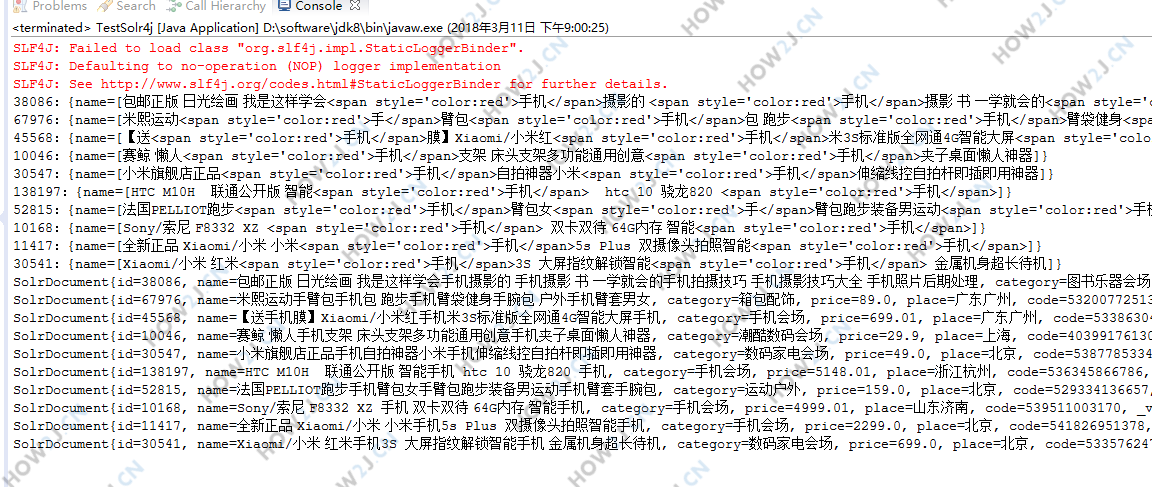 Problems Search Call Hierarchy Console
<terminated> TestSolr4j [Java Application] D:\software\jdk8\bin\javaw.exe (2018年3月11日 下午9:00:25)
SLF4J: Failed to load class "org.slf4j.impl.StaticLoggerBinder".
SLF4J: Defaulting to no-operation (NOP) logger implementation
SLF4J: See http://www.slf4j.org/codes.html#StaticLoggerBinder for further details.
38086: {name=[包邮正版 日光绘画 我是这样学会<span style='color:red'>手机</span>摄影的 <span style='color:red'>手机</span>摄影 书 一学就会的<span style='color:red'
67976: {name=[米熙运动<span style='color:red'>手</span>臂包<span style='color:red'>手机</span>包 跑步<span style='color:red'>手机</span>臂袋健身<spa
45568: {name=[【送<span style='color:red'>手机</span>膜】Xiaomi/小米红<span style='color:red'>手机</span>米3s标准版全网通4G智能大屏<span style='color:red'
10046: {name=[赛鲸 懒人<span style='color:red'>手机</span>支架 床头支架多功能通用创意<span style='color:red'>手机</span>夹子桌面懒人神器]}
30547: {name=[小米旗舰店正品<span style='color:red'>手机</span>自拍神器小米<span style='color:red'>手机</span>伸缩线控自拍杆即插即用神器]}
138197: {name=[HTC M10H 联通公开版 智能<span style='color:red'>手机</span> htc 10 骁龙820 <span style='color:red'>手机</span>]}
52815: {name=[法国PELLIOT跑步<span style='color:red'>手机</span>臂包女<span style='color:red'>手</span>臂包跑步装备男运动<span style='color:red'>手机
10168: {name=[Sony/索尼 F8332 XZ <span style='color:red'>手机</span> 双卡双待 64G内存 智能<span style='color:red'>手机</span>]}
11417: {name=[全新正品 Xiaomi/小米 小米<span style='color:red'>手机</span>5s Plus 双摄像头拍照智能<span style='color:red'>手机</span>]}
30541: {name=[Xiaomi/小米 红米<span style='color:red'>手机</span>3S 大屏指纹解锁智能<span style='color:red'>手机</span> 金属机身超长待机]}
SolrDocument{id=38086, name=包邮正版 日光绘画 我是这样学会手机摄影的 手机摄影 书 一学就会的手机拍摄技巧 手机摄影技巧大全 手机照片后期处理, category=图书乐器会场
SolrDocument{id=67976, name=米熙运动手臂包手机包 跑步手机臂袋健身手腕包 户外手机臂套男女, category=箱包配饰, price=89.0, place=广东广州, code=53200772513
SolrDocument{id=45568, name=【送手机膜】Xiaomi/小米红手机米3s标准版全网通4G智能大屏手机, category=手机会场, price=699.01, place=广东广州, code=53386304
SolrDocument{id=10046, name=赛鲸 懒人手机支架 床头支架多功能通用创意手机夹子桌面懒人神器, category=潮酷数码会场, price=29.9, place=上海, code=40399176130
SolrDocument{id=30547, name=小米旗舰店正品手机自拍神器小米手机伸缩线控自拍杆即插即用神器, category=数码家电会场, price=49.0, place=北京, code=5387785334
SolrDocument{id=138197, name=HTC M10H 联通公开版 智能手机 htc 10 骁龙820 手机, category=手机会场, price=5148.01, place=浙江杭州, code=536345866786,
SolrDocument{id=52815, name=法国PELLIOT跑步手机臂包女手臂包跑步装备男运动手机臂套手腕包, category=运动户外, price=159.0, place=北京, code=529334136657,
SolrDocument{id=10168, name=Sony/索尼 F8332 XZ 手机 双卡双待 64G内存 智能手机, category=手机会场, price=4999.01, place=山东济南, code=539511003170, _v
SolrDocument{id=11417, name=全新正品 Xiaomi/小米 小米手机5s Plus 双摄像头拍照智能手机, category=手机会场, price=2299.0, place=北京, code=541826951378,
SolrDocument{id=30541, name=Xiaomi/小米 红米手机3S 大屏指纹解锁智能手机 金属机身超长待机, category=数码家电会场, price=699.0, place=北京, code=53357624
HOW2J.CN